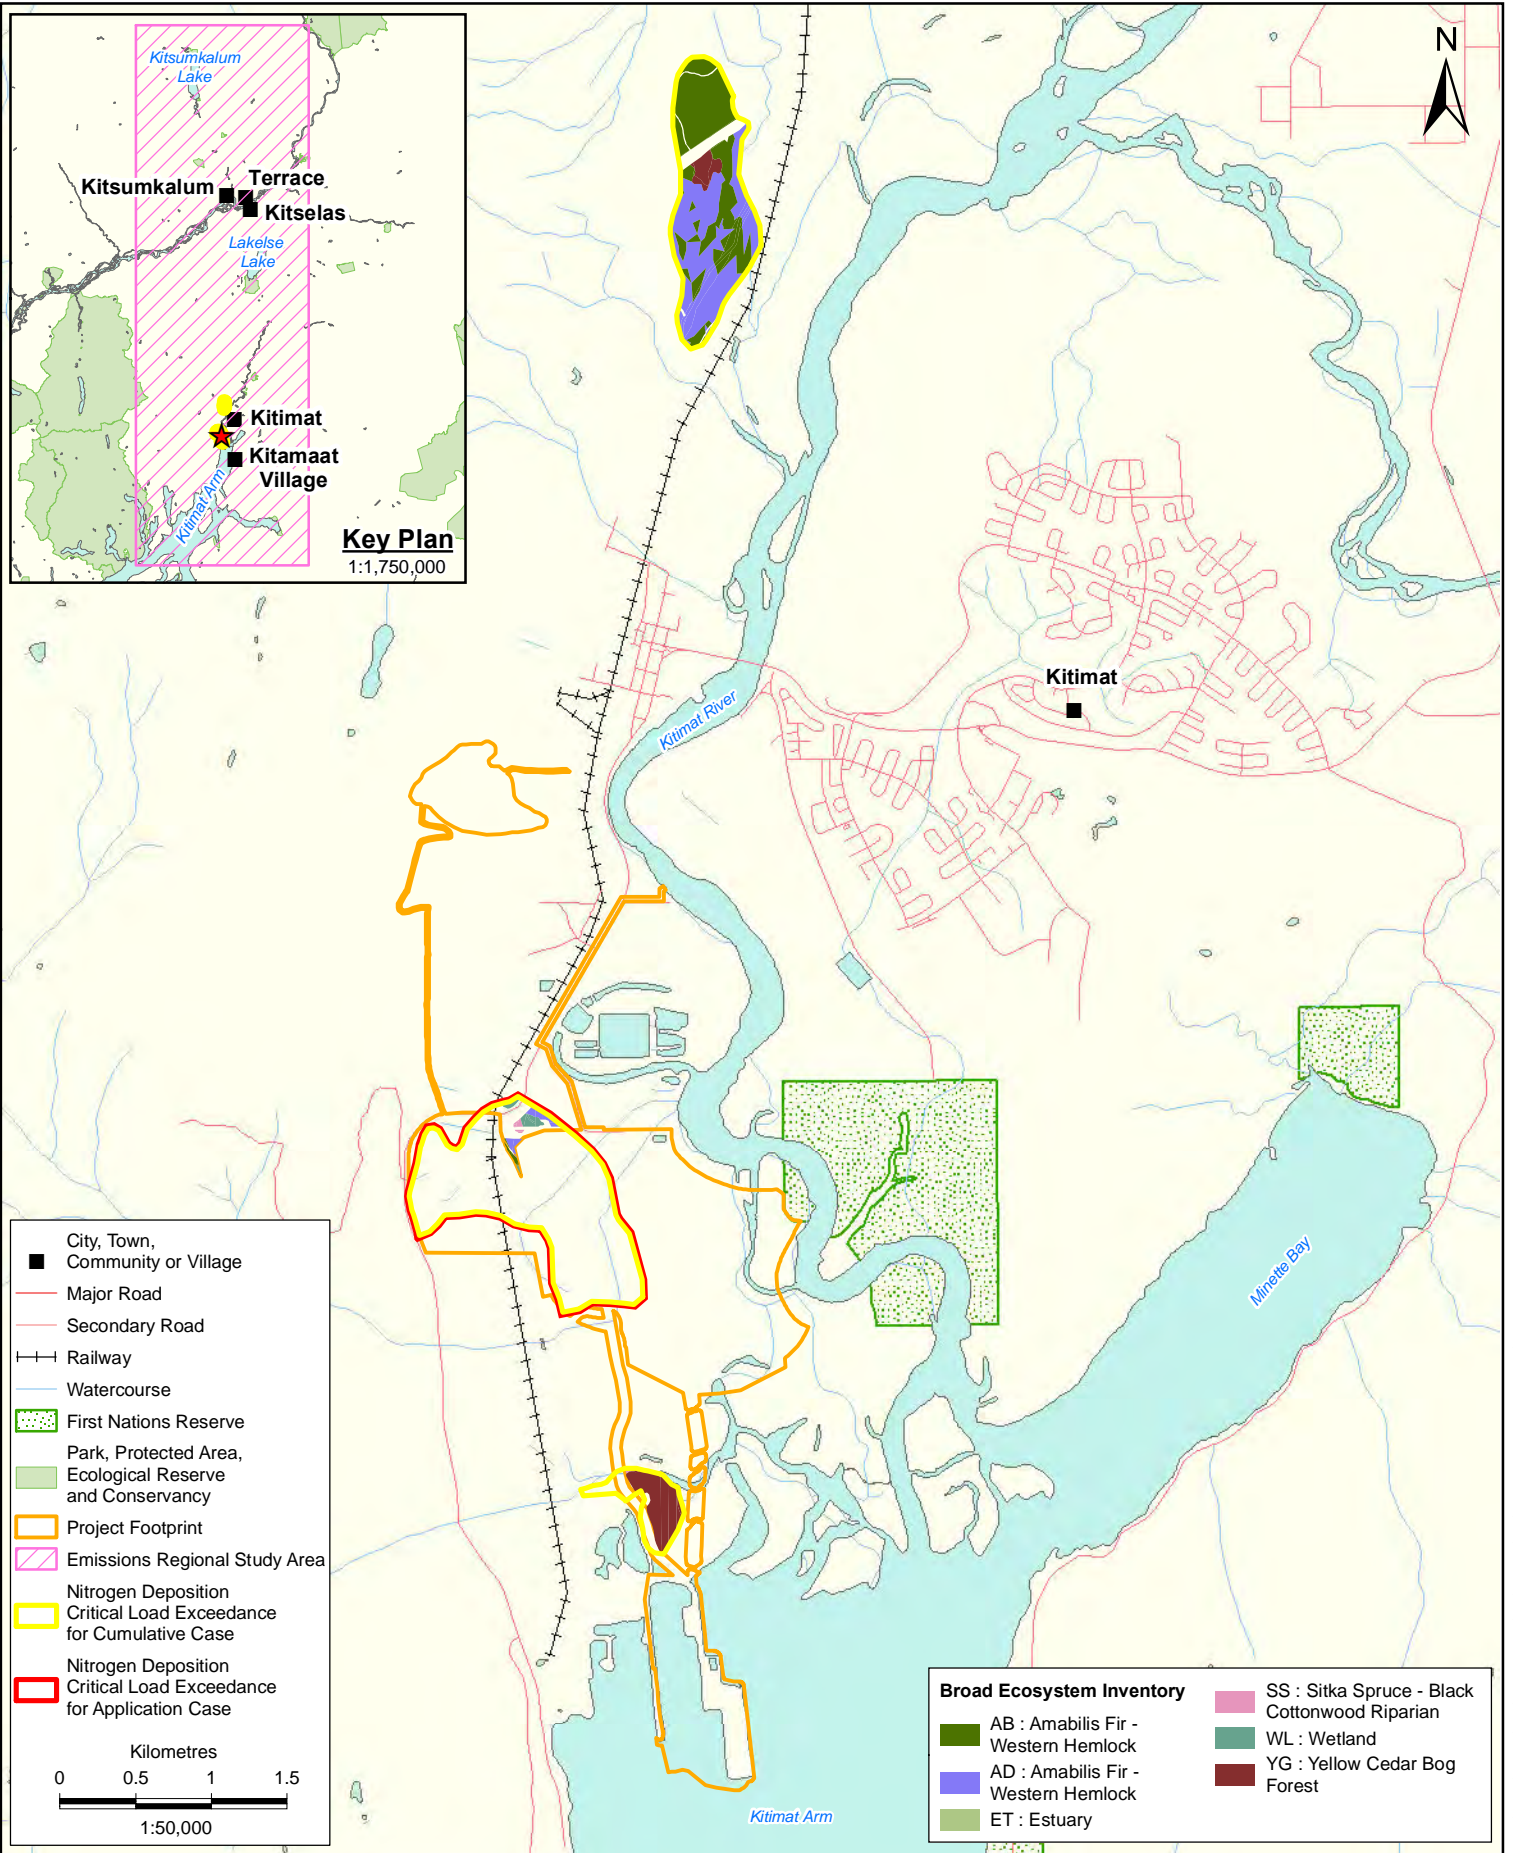 Kitsumkalum
Lake
Kitsumkalum
Terrace
Kitselas
Lakelse
Lake
Kitimat
Kitamaat
Village
Kitimat Arm
Key Plan
1:1,750,000
N
Kitimat
Kitimat River
Minette Bay
Kitimat Arm
City, Town,
Community or Village
Major Road
Secondary Road
Railway
Watercourse
First Nations Reserve
Park, Protected Area,
Ecological Reserve
and Conservancy
Project Footprint
Emissions Regional Study Area
Nitrogen Deposition
Critical Load Exceedance
for Cumulative Case
Nitrogen Deposition
Critical Load Exceedance
for Application Case
Kilometres
0 0.5 1 1.5
1:50,000
Broad Ecosystem Inventory
AB : Amabilis Fir -
Western Hemlock
AD : Amabilis Fir -
Western Hemlock
ET : Estuary
SS : Sitka Spruce - Black
Cottonwood Riparian
WL : Wetland
YG : Yellow Cedar Bog
Forest